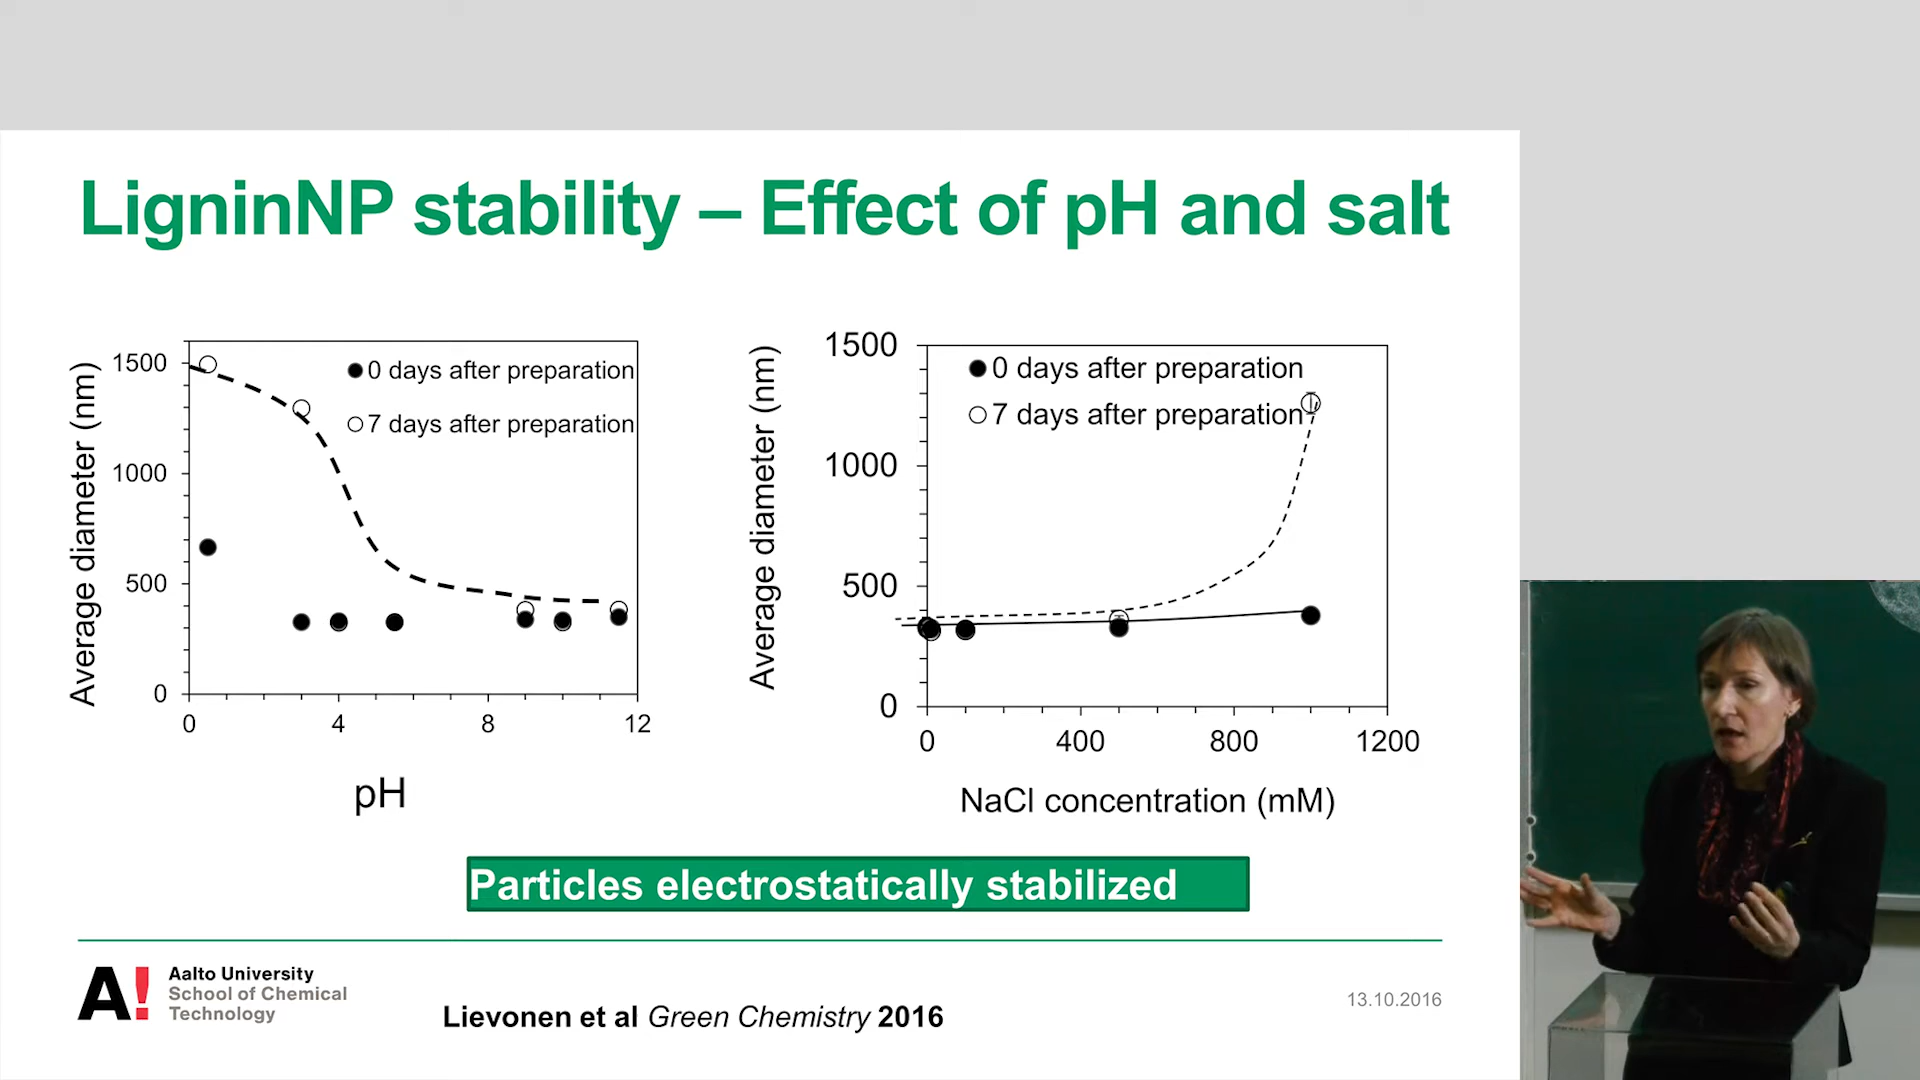 LigninNP stability – Effect of pH and salt
Average diameter (nm)
1500
1000
500
0
0
4
8
12
0 days after preparation
7 days after preparation
pH
Average diameter (nm)
1500
1000
500
0
0
400
800
1200
0 days after preparation
7 days after preparation
NaCl concentration (mM)
Particles electrostatically stabilized
A!
Aalto University
School of Chemical
Technology
Lievonen et al Green Chemistry 2016
13.10.2016